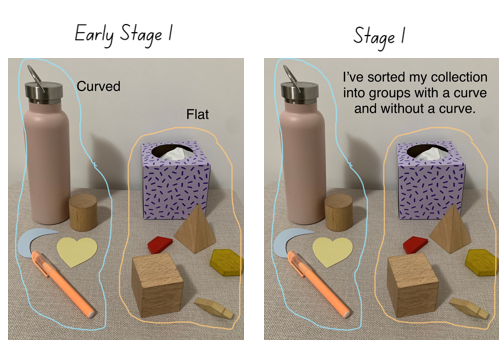 Early Stage 1
Stage 1
Curved
Flat
I've sorted my collection
into groups with a curve
and without a curve.